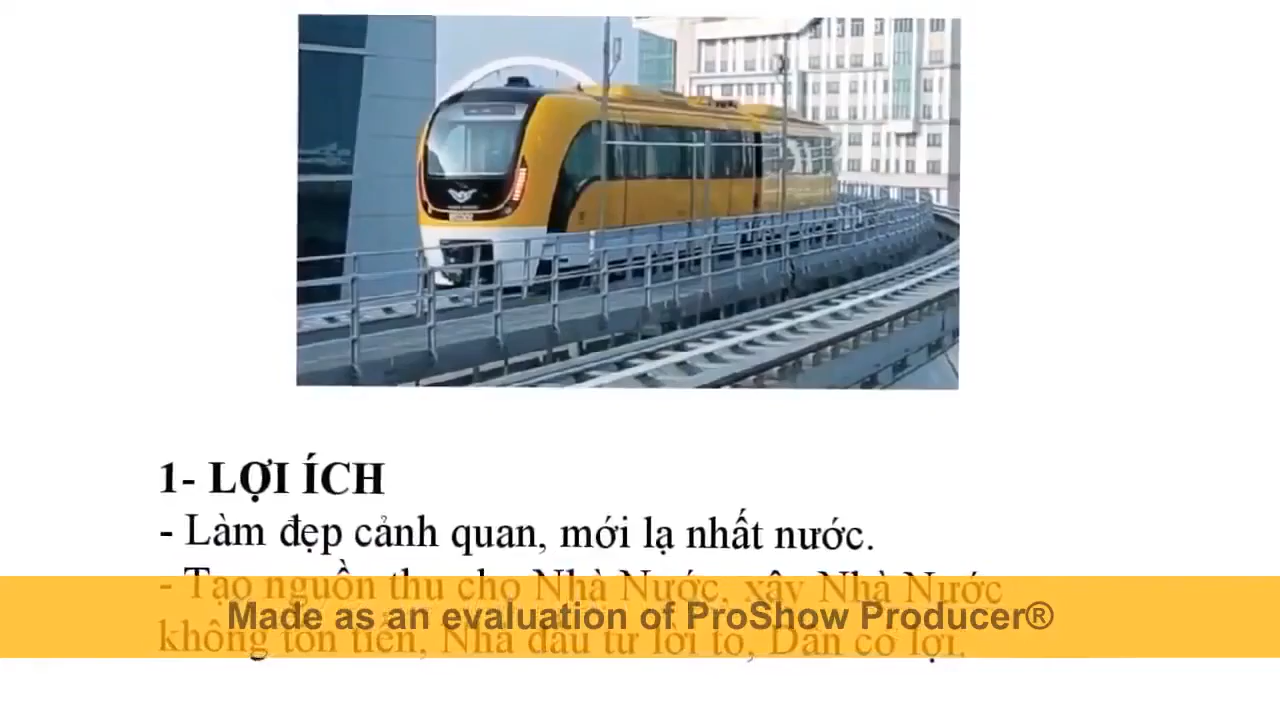 1- LỢI ÍCH
- Làm đẹp cảnh quan, mới lạ nhất nước.
- Tạo nguồn thu cho Nhà Nước, xây Nhà Nước
Made as an evaluation of ProShow Producer®
không tốn tiền, Nhà đầu tư lời to, Dân có lợi.